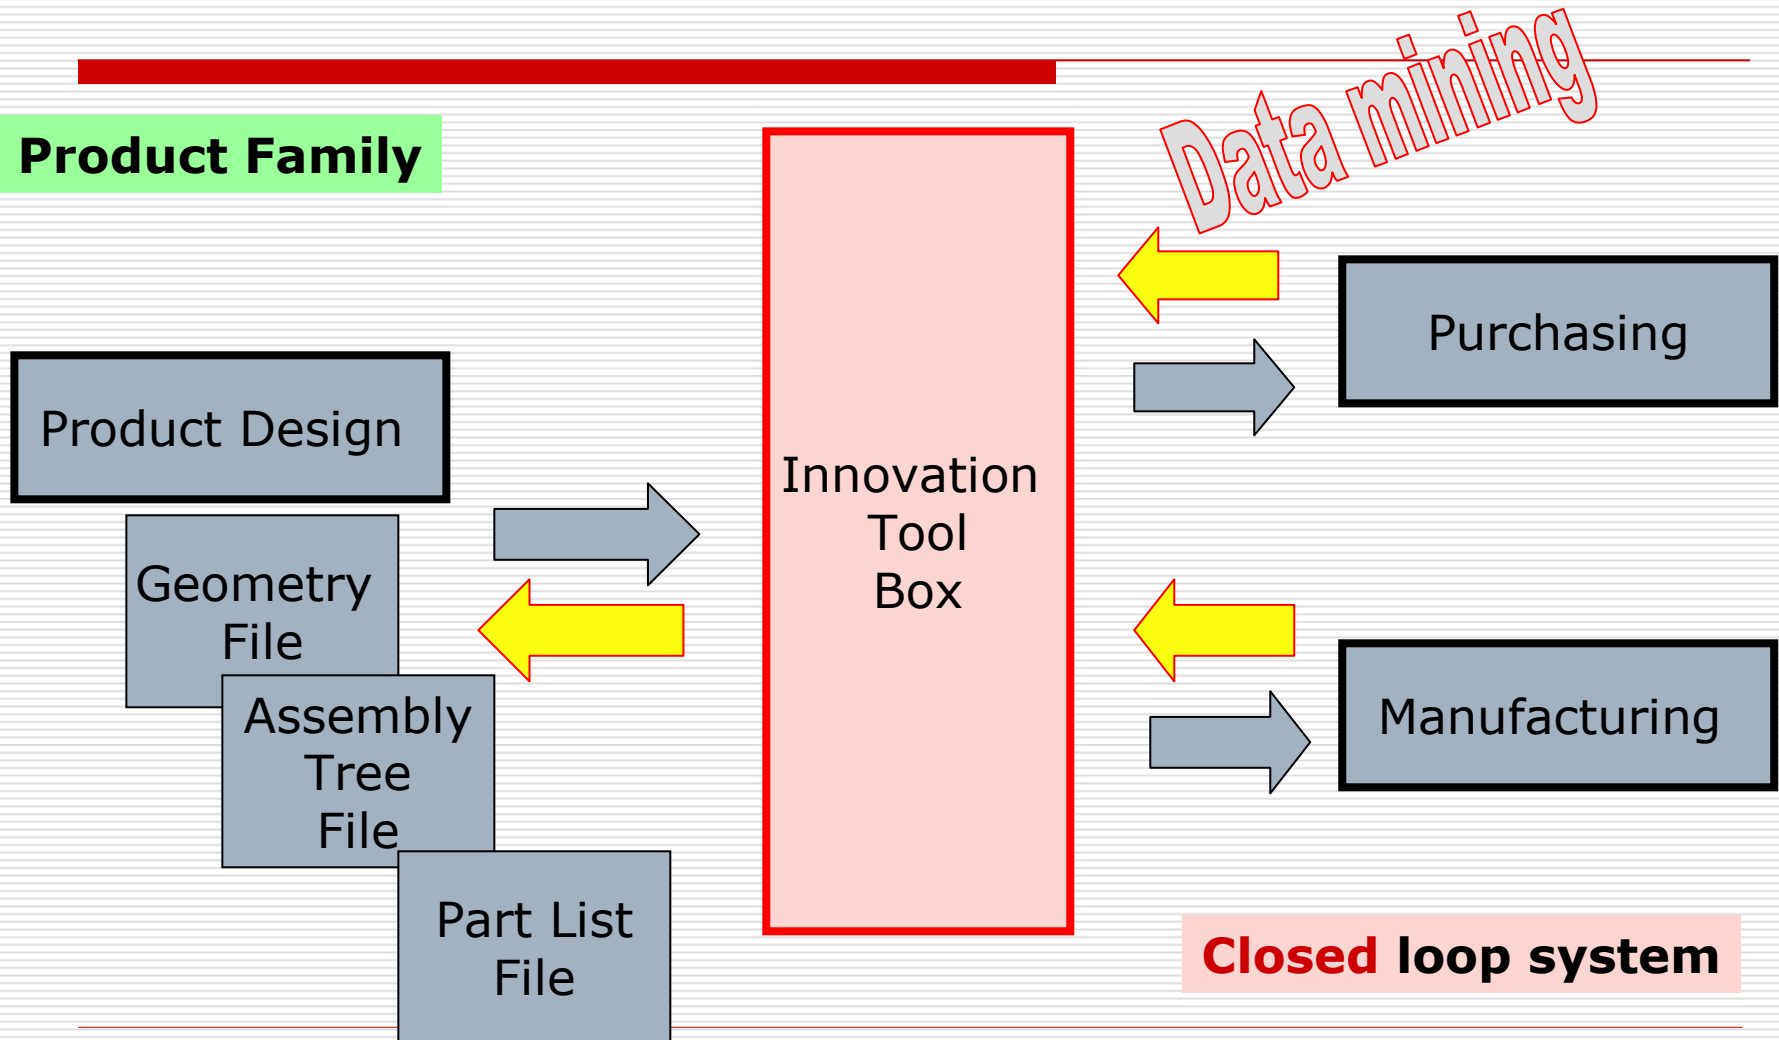 Data mining
Product Family
Purchasing
Product Design
Innovation
Tool
Box
Geometry
File
Assembly
Tree
File
Manufacturing
Part List
File
Closed loop system